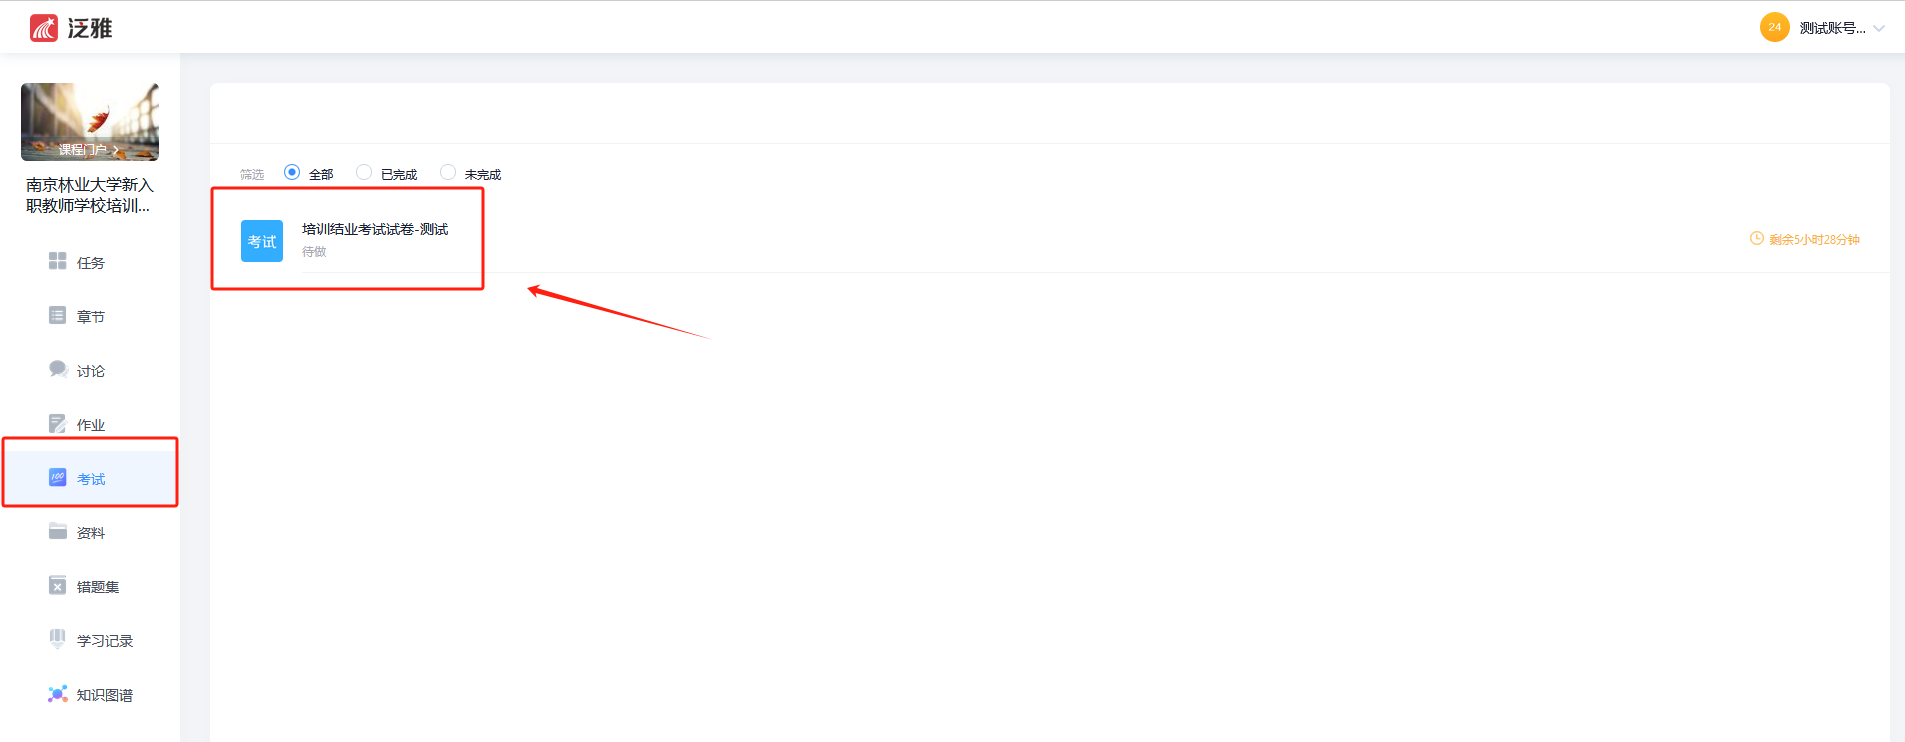 泛雅
24
测试账号...
课程门户
南京林业大学新入
职教师学校培训...
任务
章节
讨论
作业
100
考试
资料
错题集
学习记录
知识图谱
筛选 全部 已完成 未完成
考试
培训结业考试试卷-测试
待做
剩余5小时28分钟